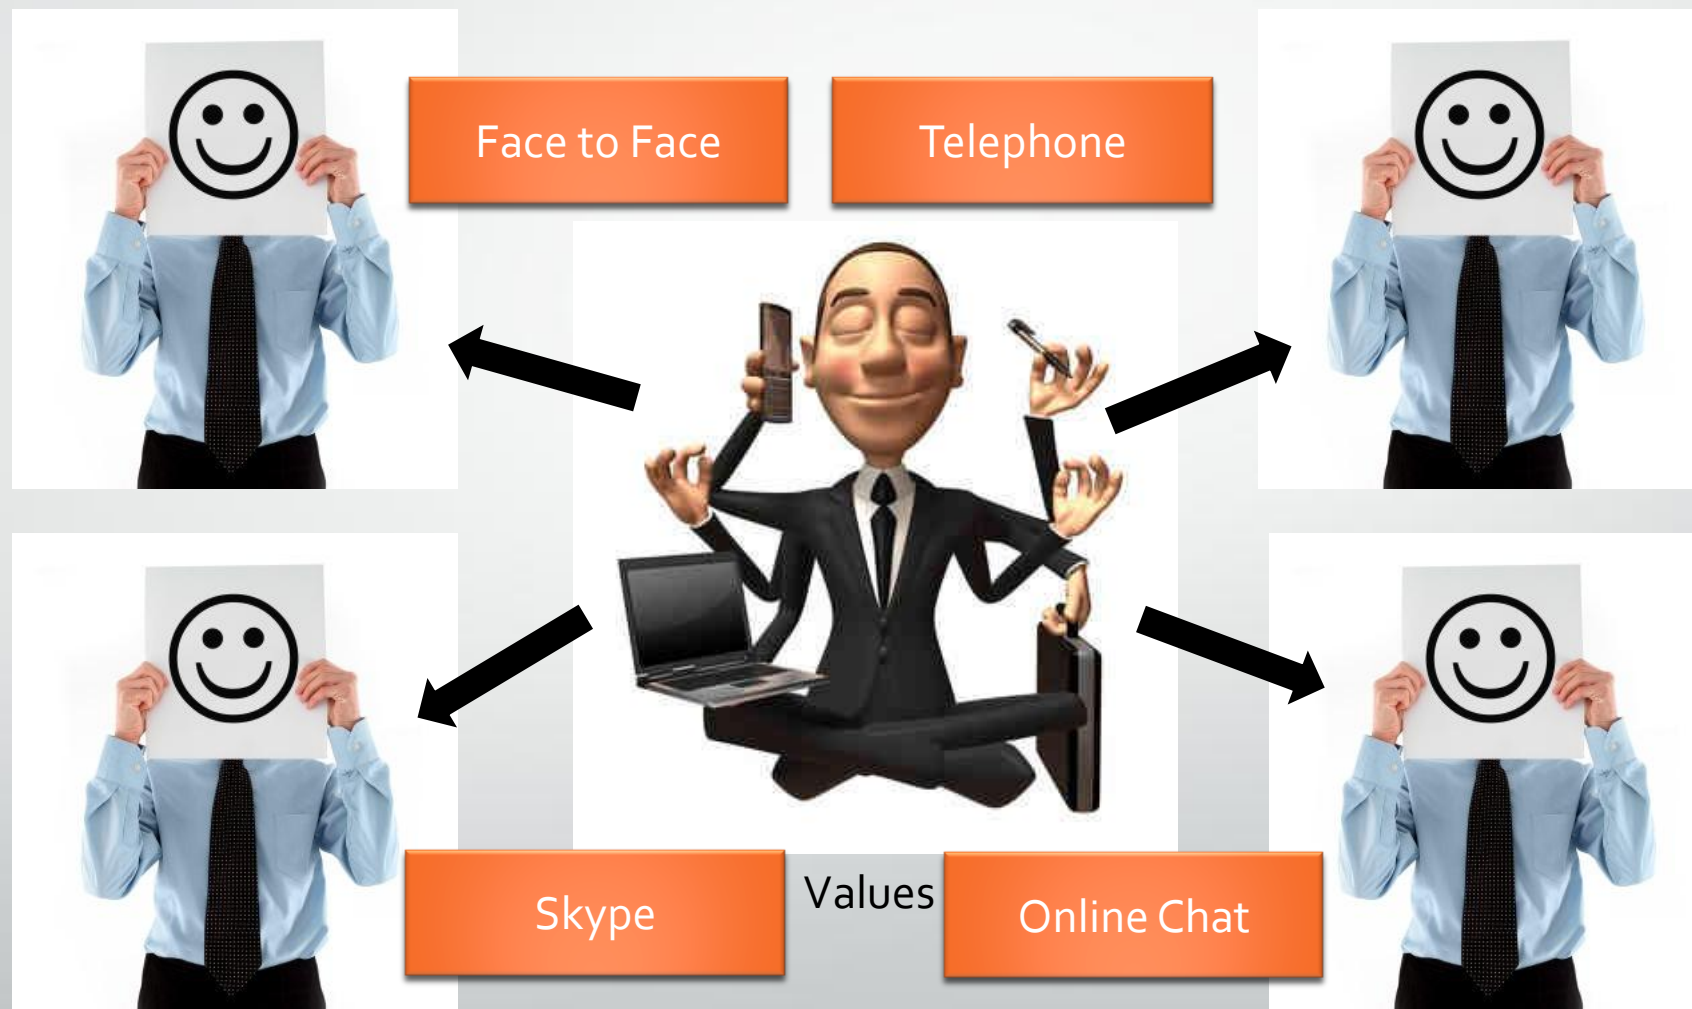 Face to Face
Telephone
Skype
Values
Online Chat